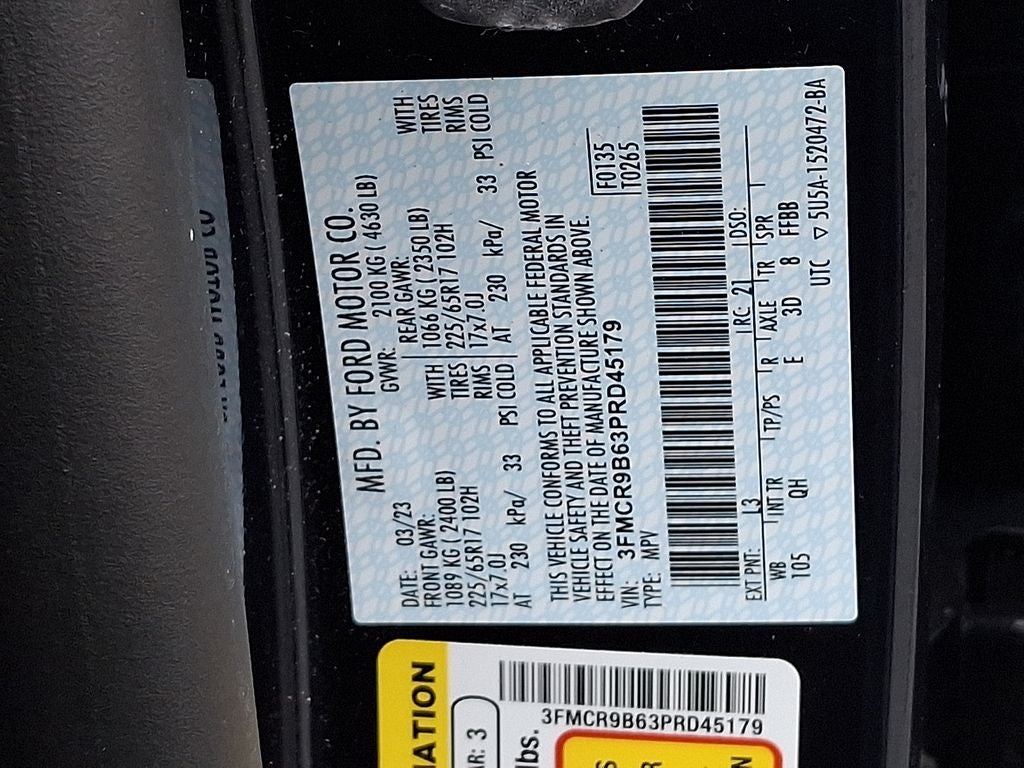 MFD. BY FORD MOTOR CO.
DATE: 03/23 GVWR: 2100 KG ( 4630 LB)
FRONT GAWR: REAR GAWR:
1089 KG ( 2400 LB) WITH 1066 KG ( 2350 LB) WITH
225/65R17 102H TIRES 225/65R17 102H TIRES
17x7.0J RIMS 17x7.0J RIMS
AT 230 kPa/ 33 PSI COLD AT 230 kPa/ 33 PSI COLD
THIS VEHICLE CONFORMS TO ALL APPLICABLE FEDERAL MOTOR
VEHICLE SAFETY AND THEFT PREVENTION STANDARDS IN
EFFECT ON THE DATE OF MANUFACTURE SHOWN ABOVE.
VIN: 3FMCR9B63PRD45179 F0135
TYPE: MPV T0265
EXT PNT: L3 RC: 21 DSO:
WB INT TR TP/PS R AXLE TR SPR
105 QH E 3D 8 FFBB
UTC ▽ 5U5A-1520472-BA
MATION
AR: 3
lbs.
3FMCR9B63PRD45179